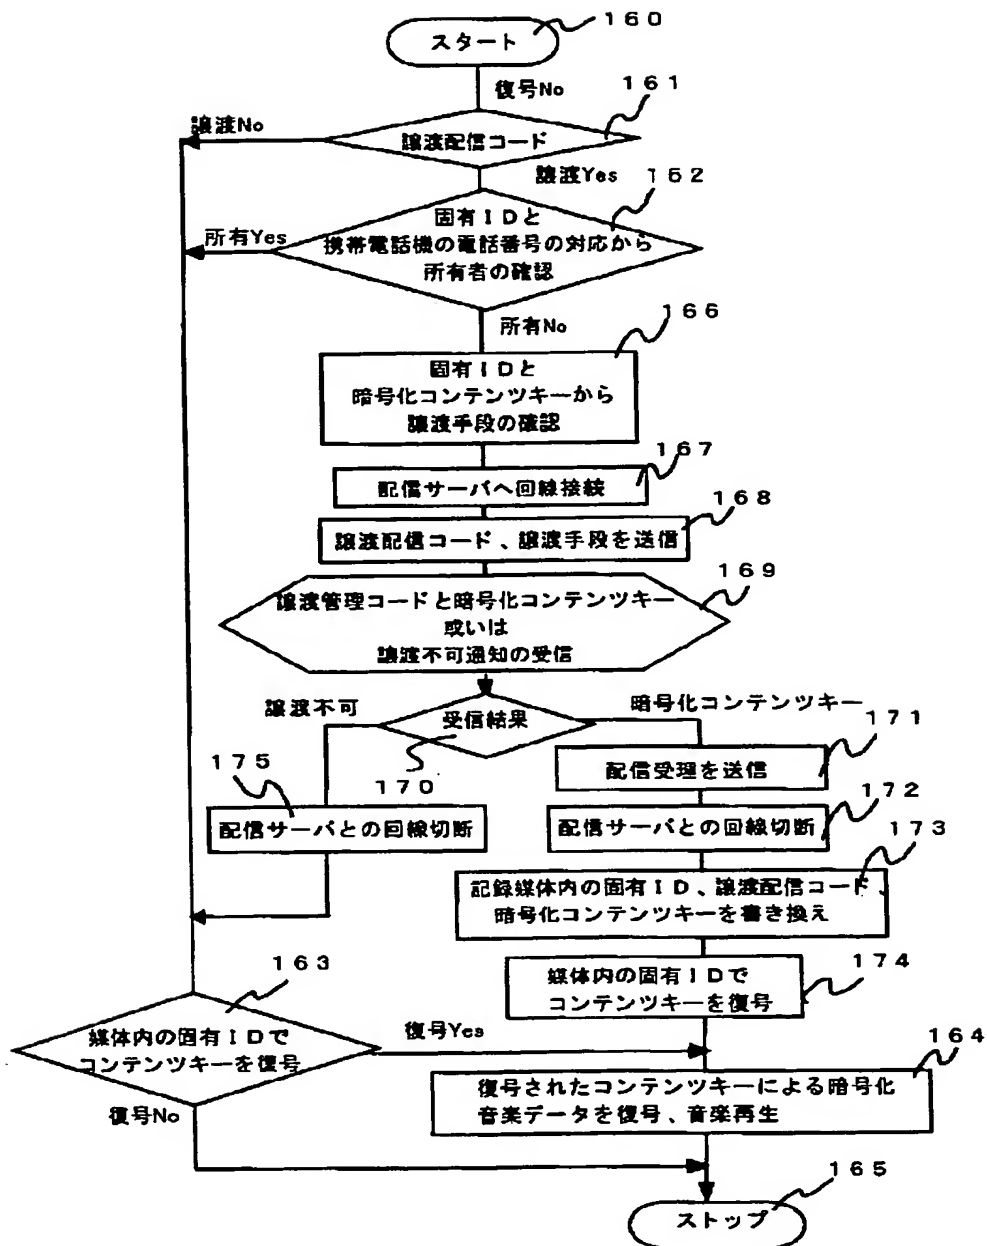 160
スタート
復号No
161
譲渡No
譲渡配信コード
譲渡Yes
162
固有IDと
所有Yes
携帯電話機の電話番号の対応から
所有者の確認
所有No
166
固有IDと
暗号化コンテンツキーから
譲渡手段の確認
167
配信サーバへ回線接続
168
譲渡配信コード、譲渡手段を送信
169
譲渡管理コードと暗号化コンテンツキー
或いは
譲渡不可通知の受信
譲渡不可
受信結果
暗号化コンテンツキー
171
175
170
配信受理を送信
172
配信サーバとの回線切断
配信サーバとの回線切断
173
記録媒体内の固有ID、譲渡配信コード、
暗号化コンテンツキーを書き換え
163
174
媒体内の固有IDで
コンテンツキーを復号
媒体内の固有IDで
コンテンツキーを復号
復号Yes
164
復号されたコンテンツキーによる暗号化
音楽データを復号、音楽再生
復号No
165
ストップ